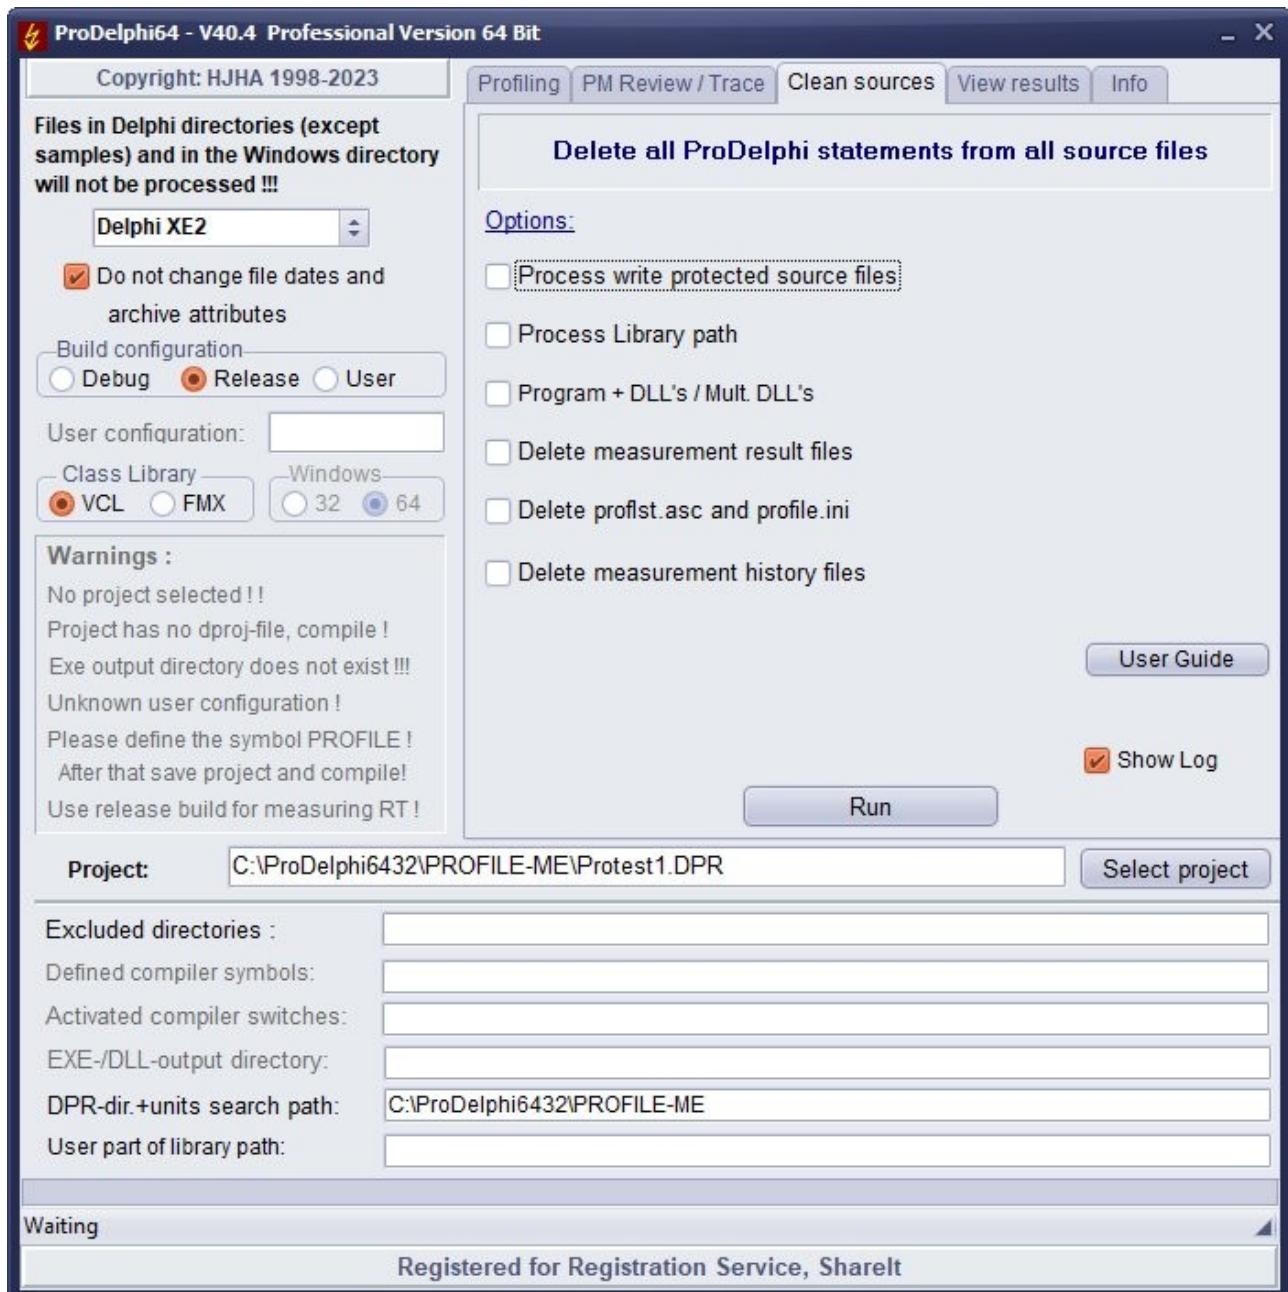 ProDelphi64 - V40.4  Professional Version 64 Bit
Copyright: HJHA 1998-2023
Files in Delphi directories (except
samples) and in the Windows directory
will not be processed !!!
Delphi XE2
Do not change file dates and
archive attributes
Build configuration
Debug Release User
User configuration:
Class Library
VCL FMX
Windows
32 64
Warnings :
No project selected ! !
Project has no dproj-file, compile !
Exe output directory does not exist !!!
Unknown user configuration !
Please define the symbol PROFILE !
After that save project and compile!
Use release build for measuring RT !
Profiling PM Review / Trace Clean sources View results Info
Delete all ProDelphi statements from all source files
Options:
Process write protected source files
Process Library path
Program + DLL's / Mult. DLL's
Delete measurement result files
Delete proflst.asc and profile.ini
Delete measurement history files
User Guide
Show Log
Run
Project: C:\ProDelphi6432\PROFILE-ME\Protest1.DPR Select project
Excluded directories :
Defined compiler symbols:
Activated compiler switches:
EXE-/DLL-output directory:
DPR-dir.+units search path: C:\ProDelphi6432\PROFILE-ME
User part of library path:
Waiting
Registered for Registration Service, ShareIt